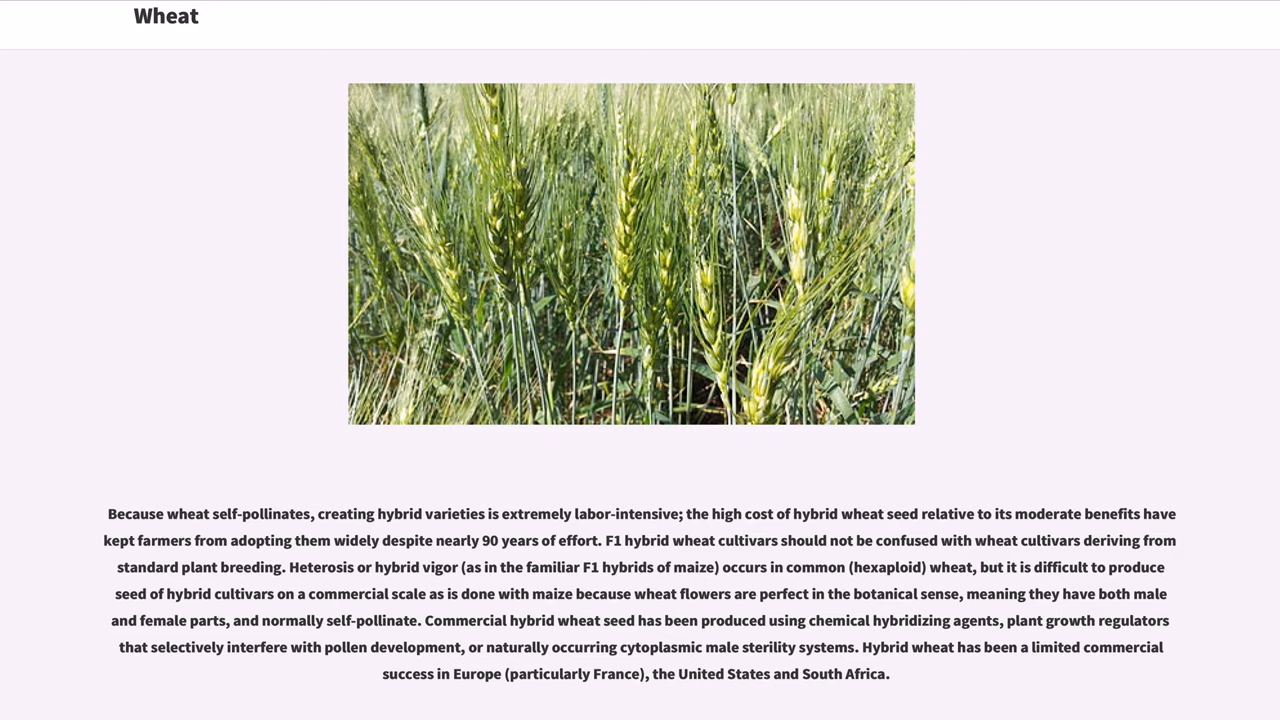 Wheat
Because wheat self-pollinates, creating hybrid varieties is extremely labor-intensive; the high cost of hybrid wheat seed relative to its moderate benefits have
kept farmers from adopting them widely despite nearly 90 years of effort. F1 hybrid wheat cultivars should not be confused with wheat cultivars deriving from
standard plant breeding. Heterosis or hybrid vigor (as in the familiar F1 hybrids of maize) occurs in common (hexaploid) wheat, but it is difficult to produce
seed of hybrid cultivars on a commercial scale as is done with maize because wheat flowers are perfect in the botanical sense, meaning they have both male
and female parts, and normally self-pollinate. Commercial hybrid wheat seed has been produced using chemical hybridizing agents, plant growth regulators
that selectively interfere with pollen development, or naturally occurring cytoplasmic male sterility systems. Hybrid wheat has been a limited commercial
success in Europe (particularly France), the United States and South Africa.